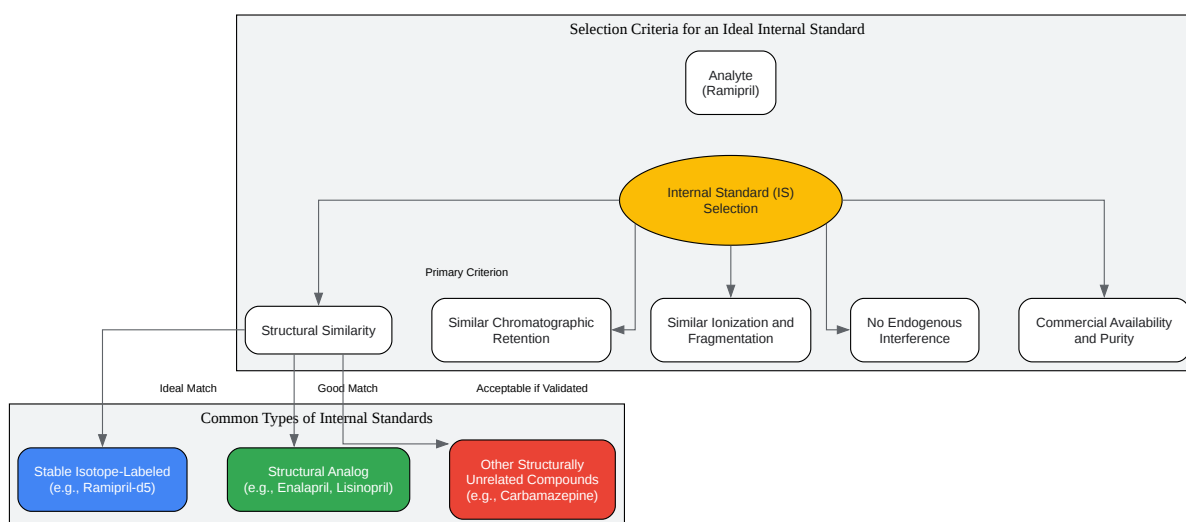 Selection Criteria for an Ideal Internal Standard
Analyte
(Ramipril)
Internal Standard (IS)
Selection
Primary Criterion
Structural Similarity
Similar Chromatographic
Retention
Similar Ionization and
Fragmentation
No Endogenous
Interference
Commercial Availability
and Purity
Ideal Match
Good Match
Acceptable if Validated
Common Types of Internal Standards
Stable Isotope-Labeled
(e.g., Ramipril-d5)
Structural Analog
(e.g., Enalapril, Lisinopril)
Other Structurally
Unrelated Compounds
(e.g., Carbamazepine)